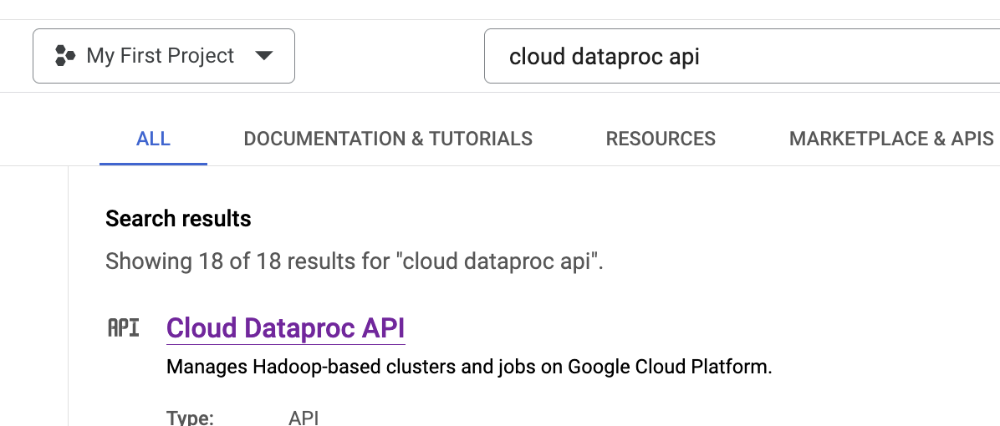 My First Project
cloud dataproc api
ALL DOCUMENTATION & TUTORIALS RESOURCES MARKETPLACE & APIS
Search results
Showing 18 of 18 results for "cloud dataproc api".
API Cloud Dataproc API
Manages Hadoop-based clusters and jobs on Google Cloud Platform.
Type: API